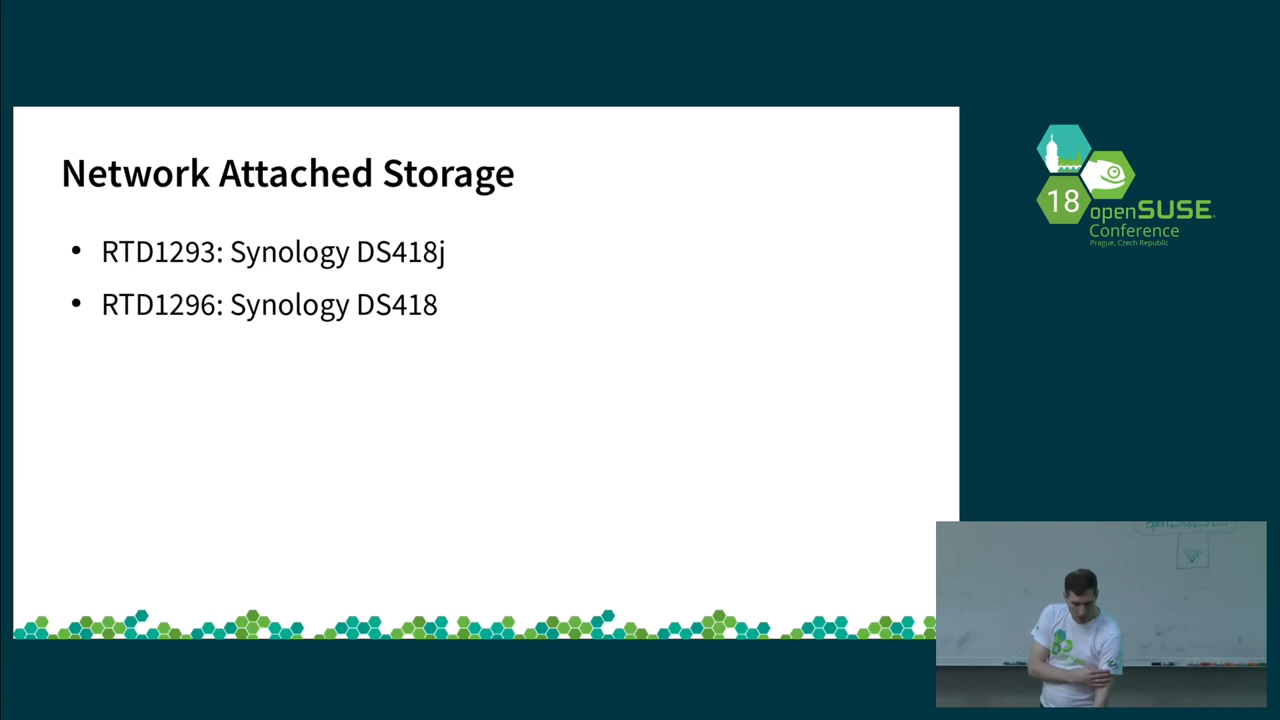 Network Attached Storage
• RTD1293: Synology DS418j
• RTD1296: Synology DS418
18
openSUSE
Conference
Prague, Czech Republic